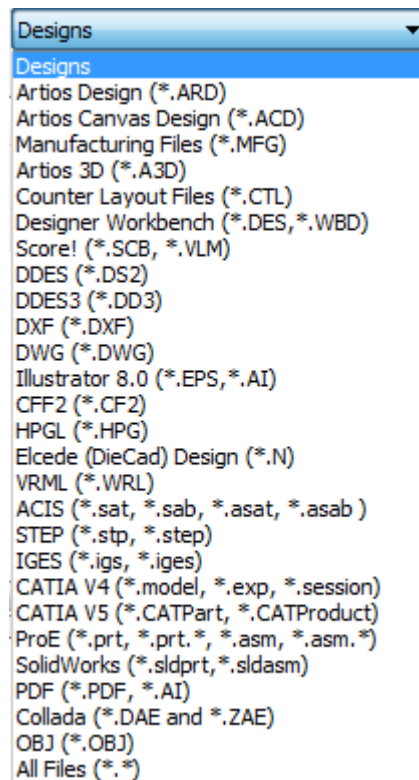 Designs
Designs
Artios Design (*.ARD)
Artios Canvas Design (*.ACD)
Manufacturing Files (*.MFG)
Artios 3D (*.A3D)
Counter Layout Files (*.CTL)
Designer Workbench (*.DES,*.WBD)
Score! (*.SCB, *.VLM)
DDES (*.DS2)
DDES3 (*.DD3)
DXF (*.DXF)
DWG (*.DWG)
Illustrator 8.0 (*.EPS,*.AI)
CFF2 (*.CF2)
HPGL (*.HPG)
Elcede (DieCad) Design (*.N)
VRML (*.WRL)
ACIS (*.sat, *.sab, *.asat, *.asab )
STEP (*.stp, *.step)
IGES (*.igs, *.iges)
CATIA V4 (*.model, *.exp, *.session)
CATIA V5 (*.CATPart, *.CATProduct)
ProE (*.prt, *.prt.*, *.asm, *.asm.*)
SolidWorks (*.sldprt,*.sldasm)
PDF (*.PDF, *.AI)
Collada (*.DAE and *.ZAE)
OBJ (*.OBJ)
All Files (*.*)